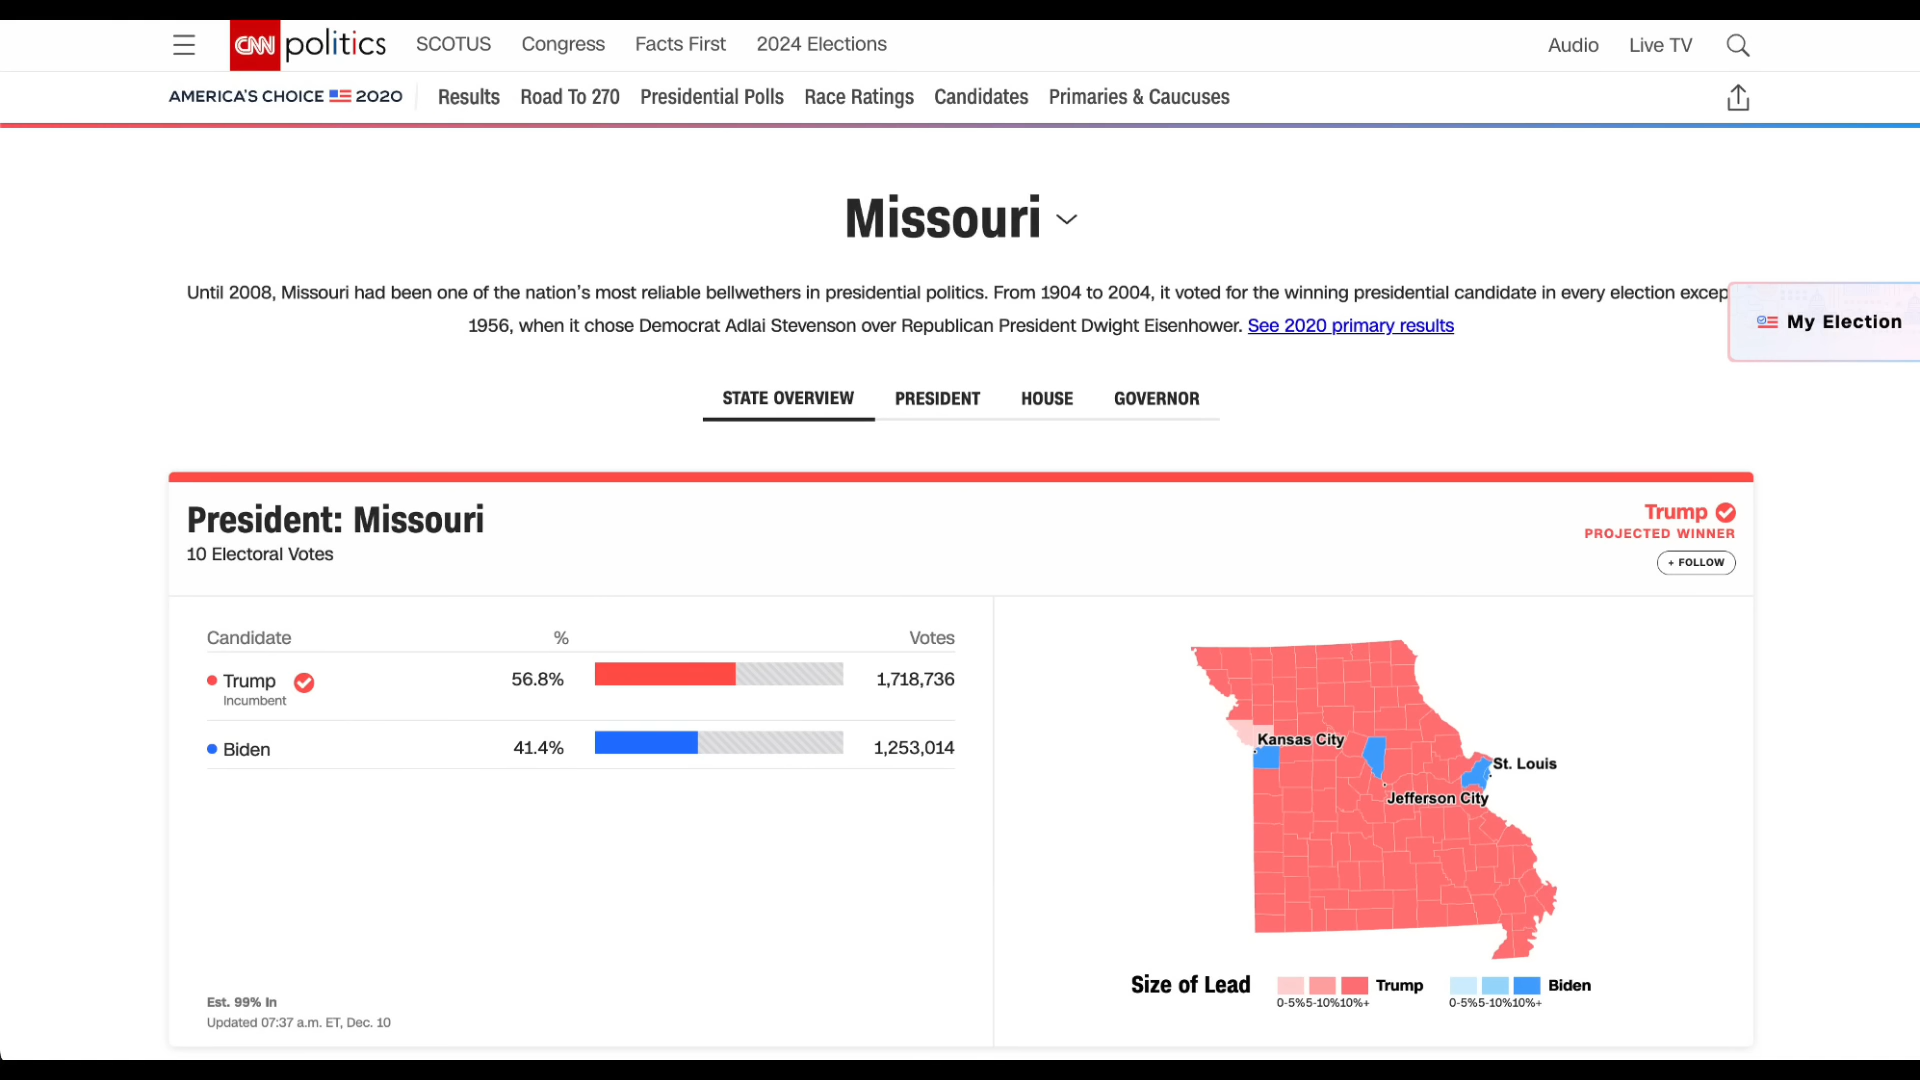 CNN politics SCOTUS Congress Facts First 2024 Elections Audio Live TV
AMERICA'S CHOICE 2020 Results Road To 270 Presidential Polls Race Ratings Candidates Primaries & Caucuses
Missouri
Until 2008, Missouri had been one of the nation's most reliable bellwethers in presidential politics. From 1904 to 2004, it voted for the winning presidential candidate in every election excep
1956, when it chose Democrat Adlai Stevenson over Republican President Dwight Eisenhower. See 2020 primary results
My Election
STATE OVERVIEW PRESIDENT HOUSE GOVERNOR
President: Missouri
10 Electoral Votes
Trump
PROJECTED WINNER
+ FOLLOW
Candidate % Votes
Trump 56.8% 1,718,736
Incumbent
Biden 41.4% 1,253,014
Est. 99% In
Updated 07:37 a.m. ET, Dec. 10
Kansas City
St. Louis
Jefferson City
Size of Lead Trump Biden
0-5% 5-10% 10%+ 0-5% 5-10% 10%+